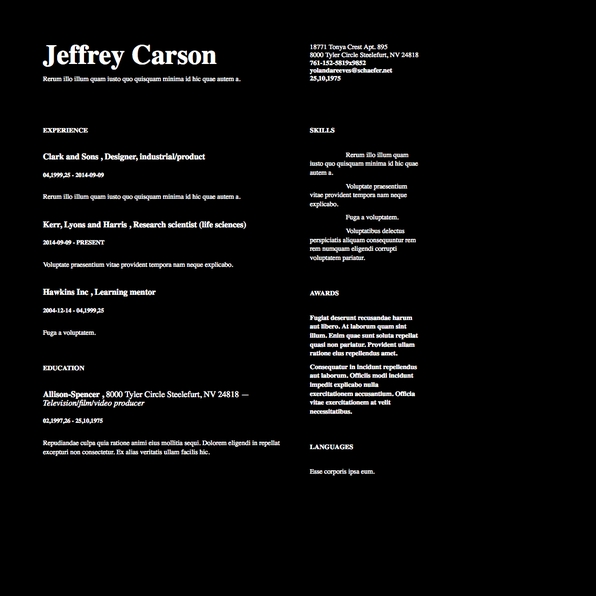 Jeffrey Carson
Rerum illo illum quam iusto quo quisquam minima id hic quae autem a.
18771 Tonya Crest Apt. 895
8000 Tyler Circle Steelefurt, NV 24818
761-152-5819x9852
yolandareeves@schaefer.net
25,10,1975
EXPERIENCE
Clark and Sons , Designer, industrial/product
04,1999,25 - 2014-09-09
Rerum illo illum quam iusto quo quisquam minima id hic quae autem a.
Kerr, Lyons and Harris , Research scientist (life sciences)
2014-09-09 - PRESENT
Voluptate praesentium vitae provident tempora nam neque explicabo.
Hawkins Inc , Learning mentor
2004-12-14 - 04,1999,25
Fuga a voluptatem.
EDUCATION
Allison-Spencer , 8000 Tyler Circle Steelefurt, NV 24818 —
Television/film/video producer
02,1997,26 - 25,10,1975
Repudiandae culpa quia ratione animi eius mollitia sequi. Dolorem eligendi in repellat
excepturi non consectetur. Ex alias veritatis ullam facilis hic.
SKILLS
Rerum illo illum quam
iusto quo quisquam minima id hic quae
autem a.
Voluptate praesentium
vitae provident tempora nam neque
explicabo.
Fuga a voluptatem.
Voluptatibus delectus
perspiciatis aliquam consequuntur rem
rem numquam eligendi corrupti
voluptatem pariatur.
AWARDS
Fugiat deserunt recusandae harum
aut libero. At laborum quam sint
illum. Enim quae sunt soluta repellat
quasi non pariatur. Provident ullam
ratione eius repellendus amet.
Consequatur in incidunt repellendus
aut laborum. Officiis modi incidunt
impedit explicabo nulla
exercitationem accusantium. Officia
vitae exercitationem at velit
necessitatibus.
LANGUAGES
Esse corporis ipsa eum.